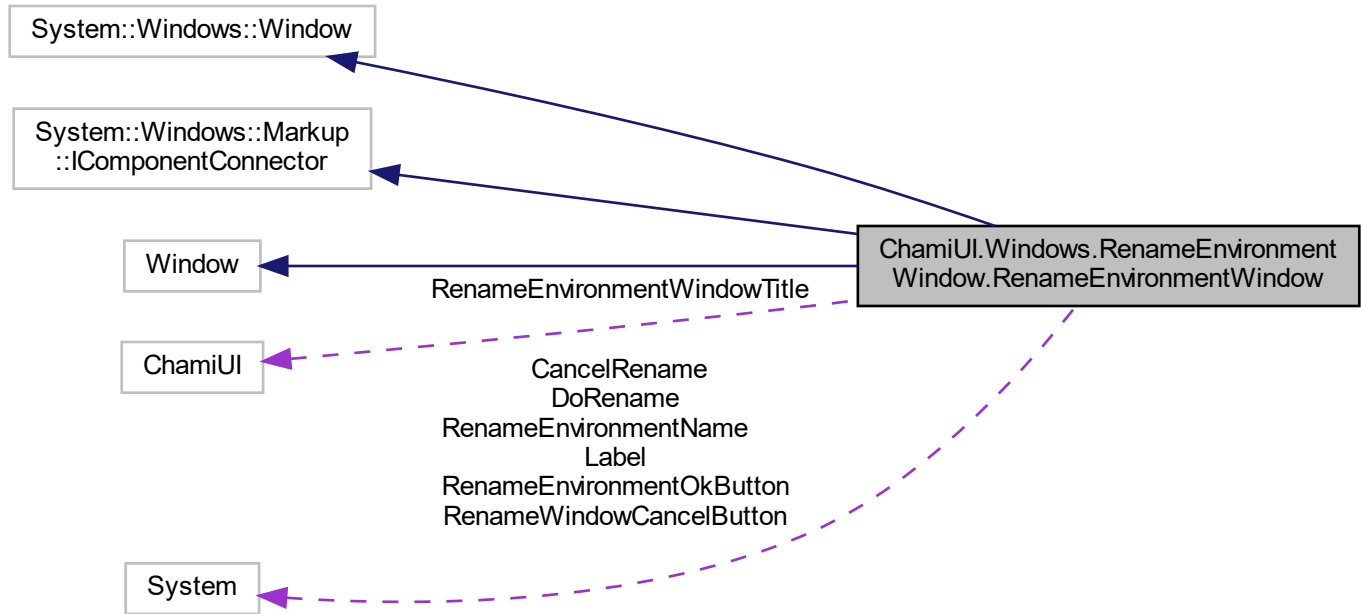 System::Windows::Window
System::Windows::Markup
::IComponentConnector
Window
ChamiUI.Windows.RenameEnvironment
Window.RenameEnvironmentWindow
RenameEnvironmentWindowTitle
ChamiUI
CancelRename
DoRename
RenameEnvironmentName
Label
RenameEnvironmentOkButton
RenameWindowCancelButton
System